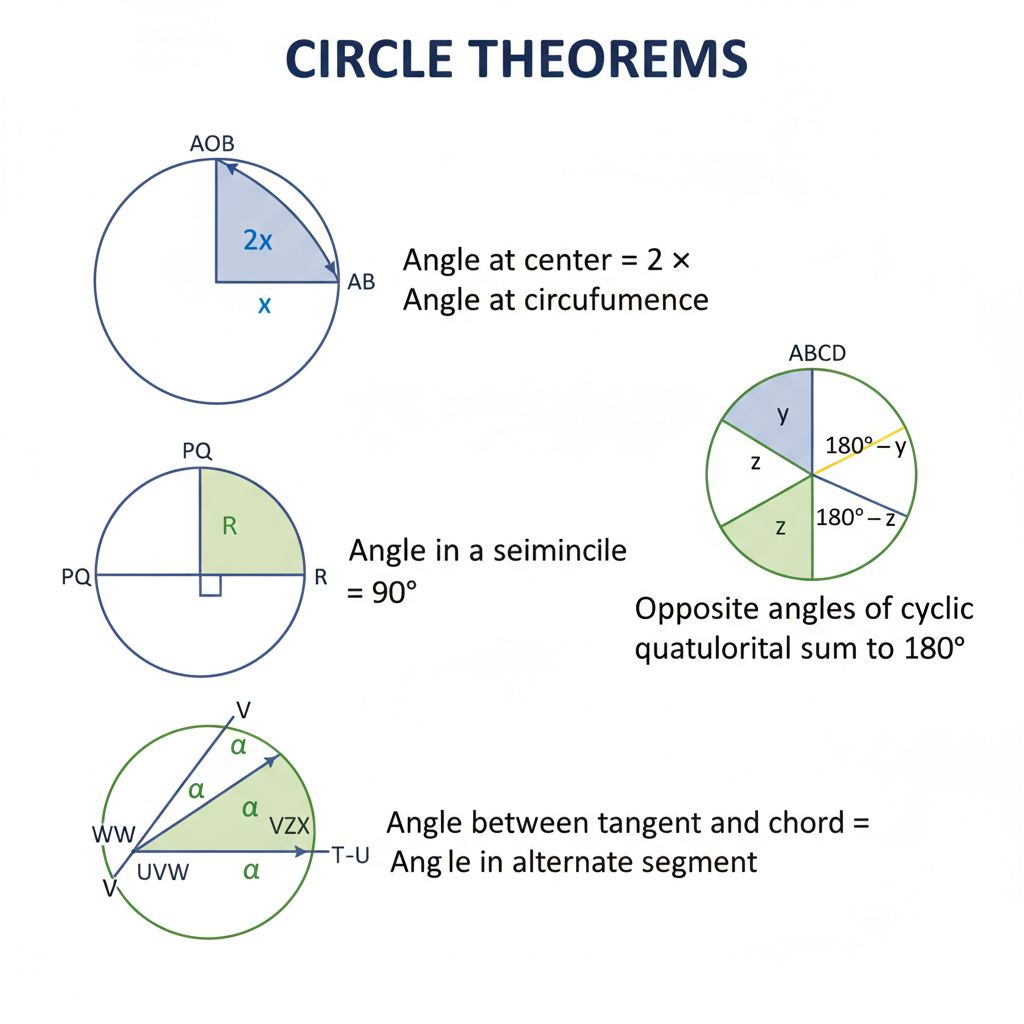 CIRCLE THEOREMS
AOB
2x
AB
x
Angle at center = 2 ×
Angle at circufumence
ABCD
y
180° – y
z
z
180° – z
Opposite angles of cyclic
quatulorital sum to 180°
PQ
R
PQ
R
Angle in a seimincile
= 90°
V
α
α
α
VZX
WW
T-U
UVW
α
V
Angle between tangent and chord =
Angle in alternate segment